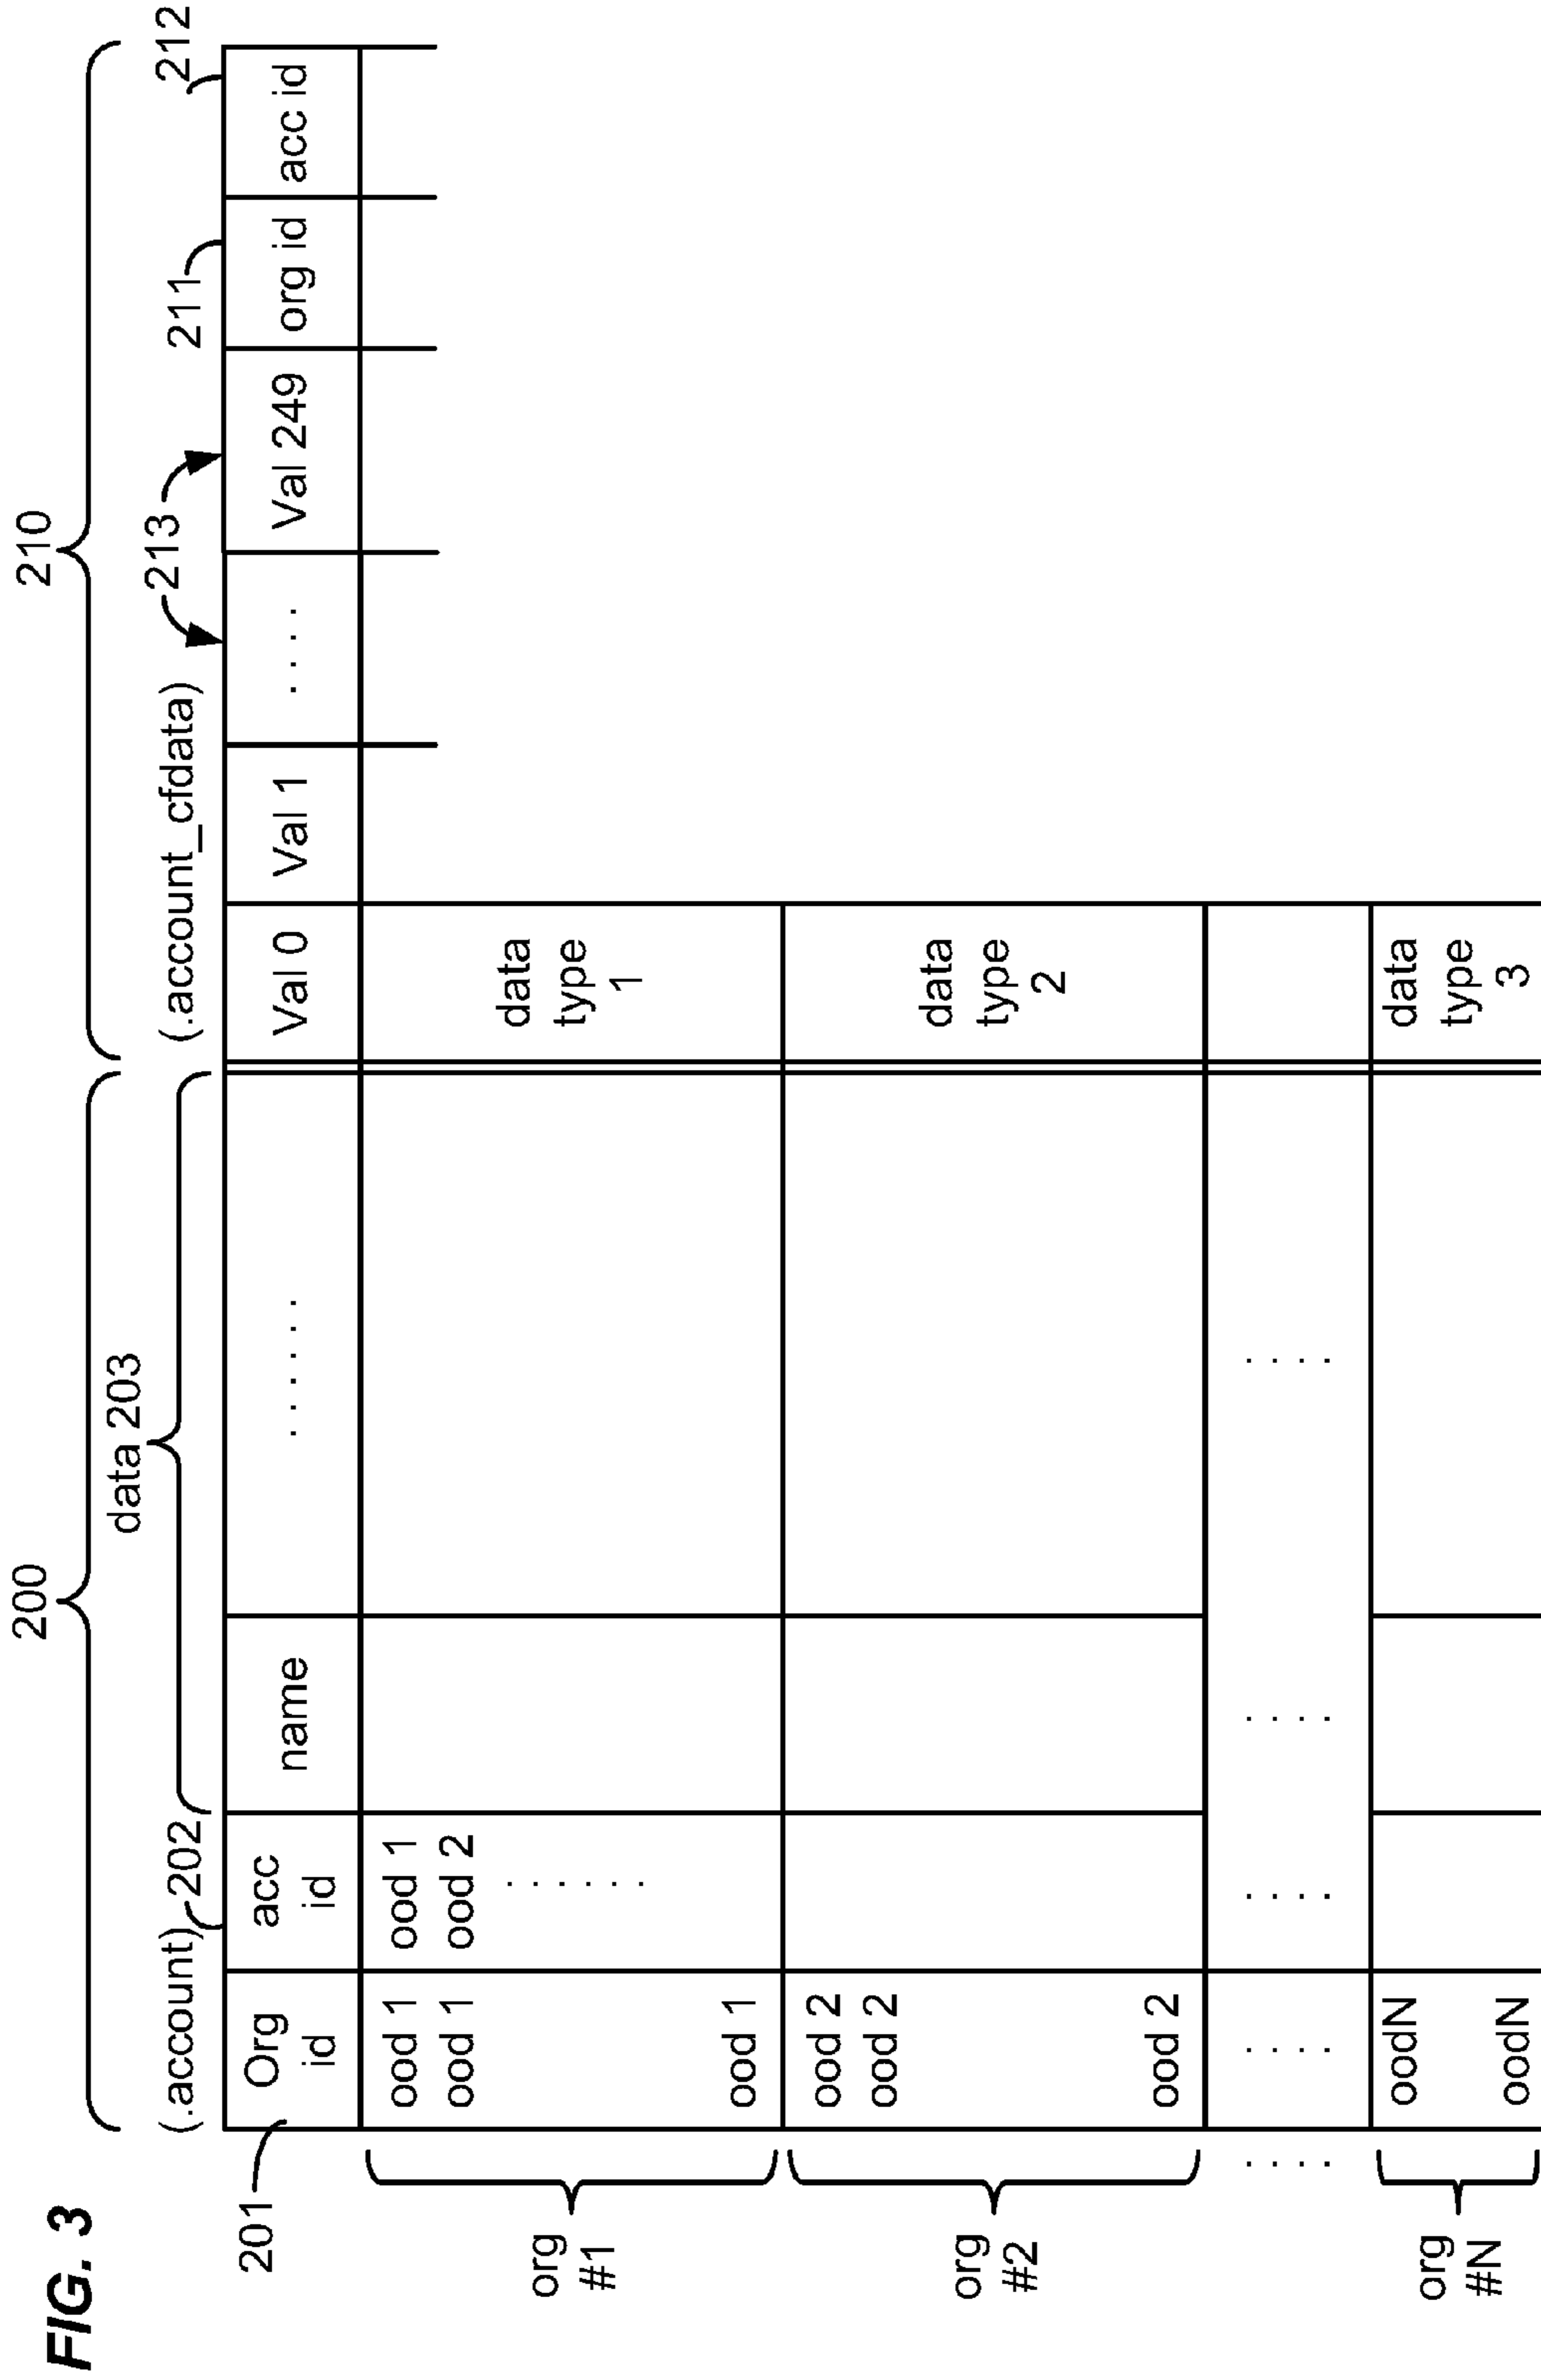 FIG. 3
200
210
data 203
(.account)
202
(.account_cfdata)
213
211
212
201
Org id
acc id
name
. . . . . .
Val 0
Val 1
. . . .
Val 249
org id
acc id
org #1
ood 1
ood 1
ood 1
ood 1
ood 2
. . . . . .
data type 1
org #2
ood 2
ood 2
ood 2
data type 2
. . . .
. . . .
. . . .
. . . .
. . . .
org #N
oodN
oodN
data type 3